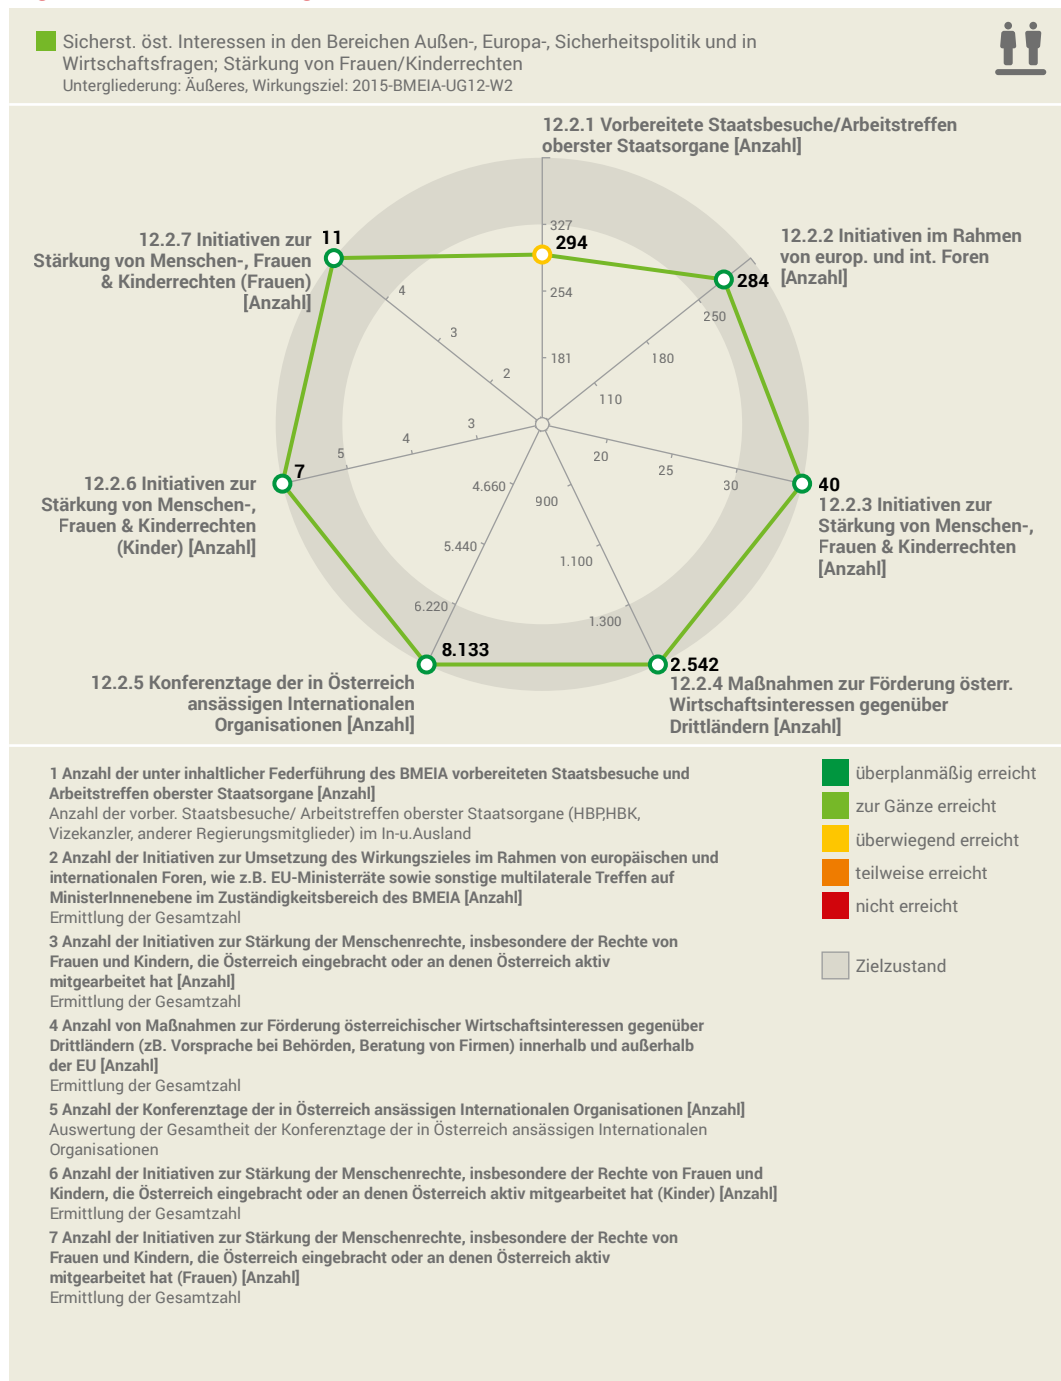 Sicherst. öst. Interessen in den Bereichen Außen-, Europa-, Sicherheitspolitik und in
Wirtschaftsfragen; Stärkung von Frauen/Kinderrechten
Untergliederung: Äußeres, Wirkungsziel: 2015-BMEIA-UG12-W2
12.2.1 Vorbereitete Staatsbesuche/Arbeitstreffen
oberster Staatsorgane [Anzahl]
327
294
254
181
12.2.2 Initiativen im Rahmen
von europ. und int. Foren
[Anzahl]
284
250
180
110
12.2.7 Initiativen zur
Stärkung von Menschen-, Frauen
& Kinderrechten (Frauen)
[Anzahl]
11
4
3
2
12.2.6 Initiativen zur
Stärkung von Menschen-,
Frauen & Kinderrechten
(Kinder) [Anzahl]
7
5
4
3
20
25
30
40
12.2.3 Initiativen zur
Stärkung von Menschen-,
Frauen & Kinderrechten
[Anzahl]
4.660
5.440
6.220
8.133
12.2.5 Konferenztage der in Österreich
ansässigen Internationalen
Organisationen [Anzahl]
900
1.100
1.300
2.542
12.2.4 Maßnahmen zur Förderung österr.
Wirtschaftsinteressen gegenüber
Drittländern [Anzahl]
1 Anzahl der unter inhaltlicher Federführung des BMEIA vorbereiteten Staatsbesuche und
Arbeitstreffen oberster Staatsorgane [Anzahl]
Anzahl der vorber. Staatsbesuche/ Arbeitstreffen oberster Staatsorgane (HBP,HBK,
Vizekanzler, anderer Regierungsmitglieder) im In-u.Ausland
2 Anzahl der Initiativen zur Umsetzung des Wirkungszieles im Rahmen von europäischen und
internationalen Foren, wie z.B. EU-Ministerräte sowie sonstige multilaterale Treffen auf
MinisterInnenebene im Zuständigkeitsbereich des BMEIA [Anzahl]
Ermittlung der Gesamtzahl
3 Anzahl der Initiativen zur Stärkung der Menschenrechte, insbesondere der Rechte von
Frauen und Kindern, die Österreich eingebracht oder an denen Österreich aktiv
mitgearbeitet hat [Anzahl]
Ermittlung der Gesamtzahl
4 Anzahl von Maßnahmen zur Förderung österreichischer Wirtschaftsinteressen gegenüber
Drittländern (zB. Vorsprache bei Behörden, Beratung von Firmen) innerhalb und außerhalb
der EU [Anzahl]
Ermittlung der Gesamtzahl
5 Anzahl der Konferenztage der in Österreich ansässigen Internationalen Organisationen [Anzahl]
Auswertung der Gesamtheit der Konferenztage der in Österreich ansässigen Internationalen
Organisationen
6 Anzahl der Initiativen zur Stärkung der Menschenrechte, insbesondere der Rechte von Frauen und
Kindern, die Österreich eingebracht oder an denen Österreich aktiv mitgearbeitet hat (Kinder) [Anzahl]
Ermittlung der Gesamtzahl
7 Anzahl der Initiativen zur Stärkung der Menschenrechte, insbesondere der Rechte von
Frauen und Kindern, die Österreich eingebracht oder an denen Österreich aktiv
mitgearbeitet hat (Frauen) [Anzahl]
Ermittlung der Gesamtzahl
überplanmäßig erreicht
zur Gänze erreicht
überwiegend erreicht
teilweise erreicht
nicht erreicht
Zielzustand